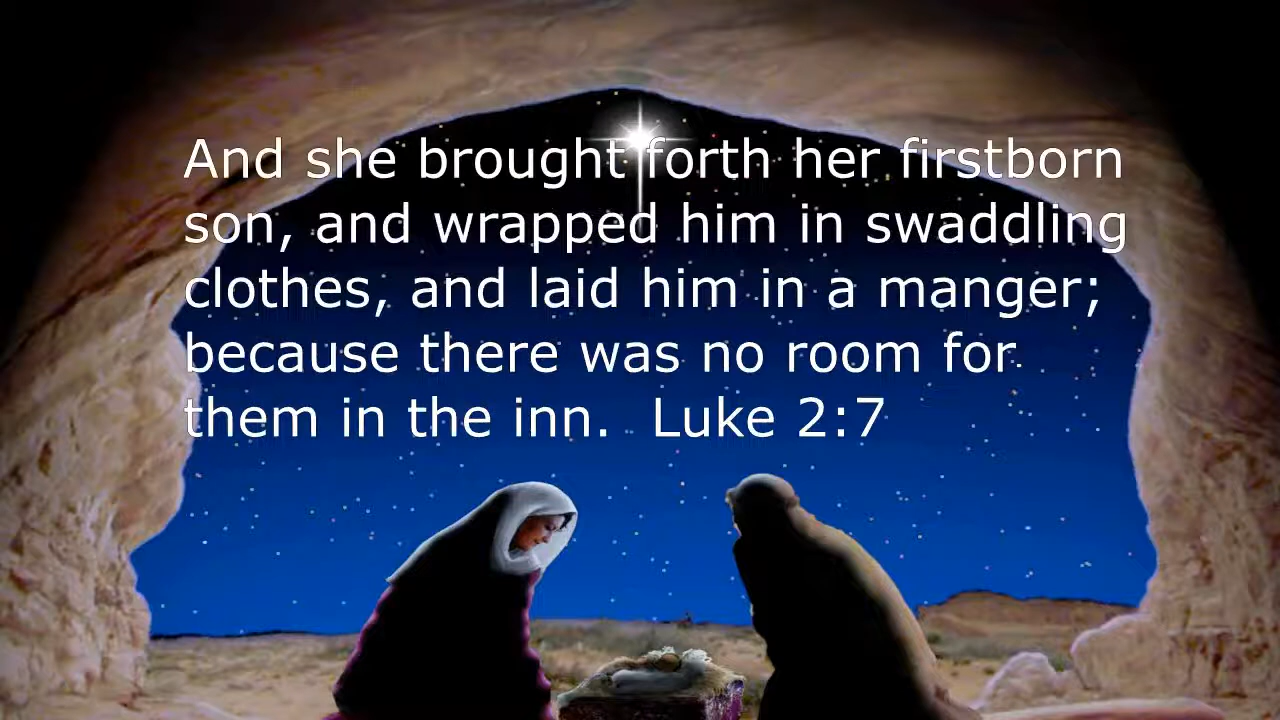 And she brought forth her firstborn
son, and wrapped him in swaddling
clothes, and laid him in a manger;
because there was no room for
them in the inn.  Luke 2:7